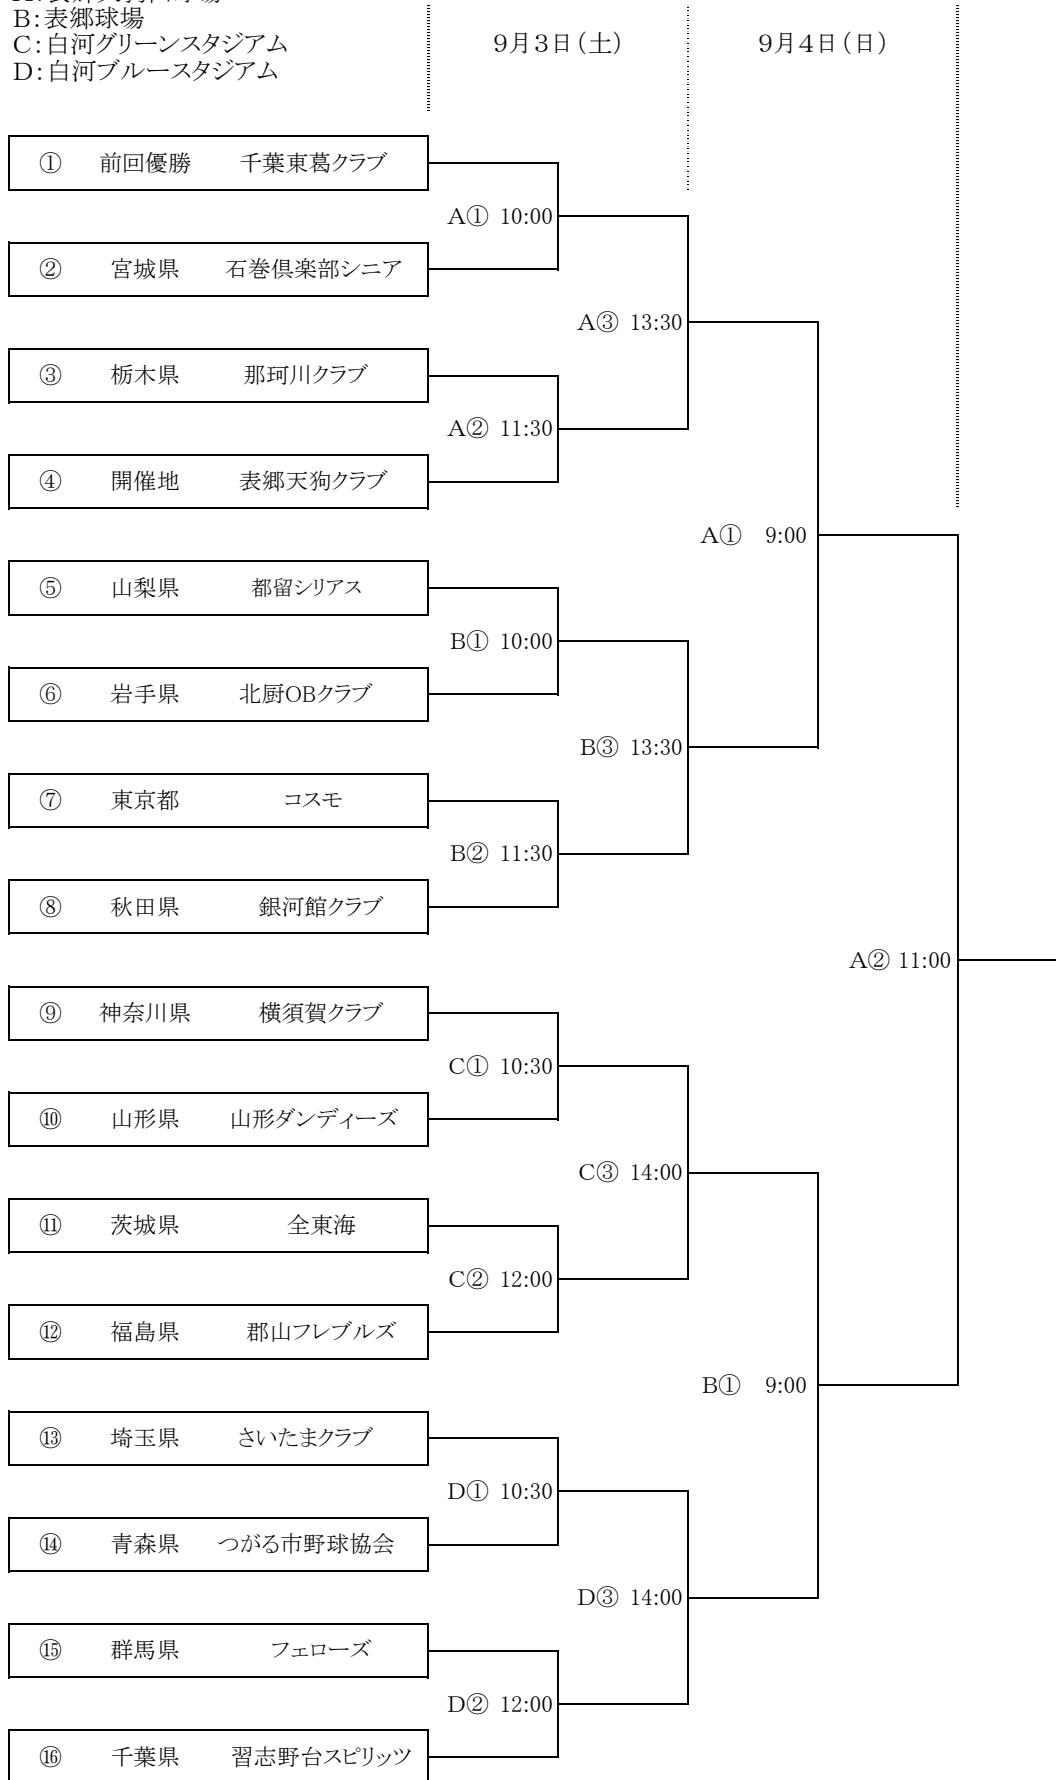 B:表郷球場
C:白河グリーンスタジアム
D:白河ブルースタジアム
9月3日(土)
9月4日(日)
① 前回優勝 千葉東葛クラブ
A① 10:00
② 宮城県 石巻倶楽部シニア
A③ 13:30
③ 栃木県 那珂川クラブ
A② 11:30
④ 開催地 表郷天狗クラブ
A① 9:00
⑤ 山梨県 都留シリアス
B① 10:00
⑥ 岩手県 北厨OBクラブ
B③ 13:30
⑦ 東京都 コスモ
B② 11:30
⑧ 秋田県 銀河館クラブ
A② 11:00
⑨ 神奈川県 横須賀クラブ
C① 10:30
⑩ 山形県 山形ダンディーズ
C③ 14:00
⑪ 茨城県 全東海
C② 12:00
⑫ 福島県 郡山フレブルズ
B① 9:00
⑬ 埼玉県 さいたまクラブ
D① 10:30
⑭ 青森県 つがる市野球協会
D③ 14:00
⑮ 群馬県 フェローズ
D② 12:00
⑯ 千葉県 習志野台スピリッツ